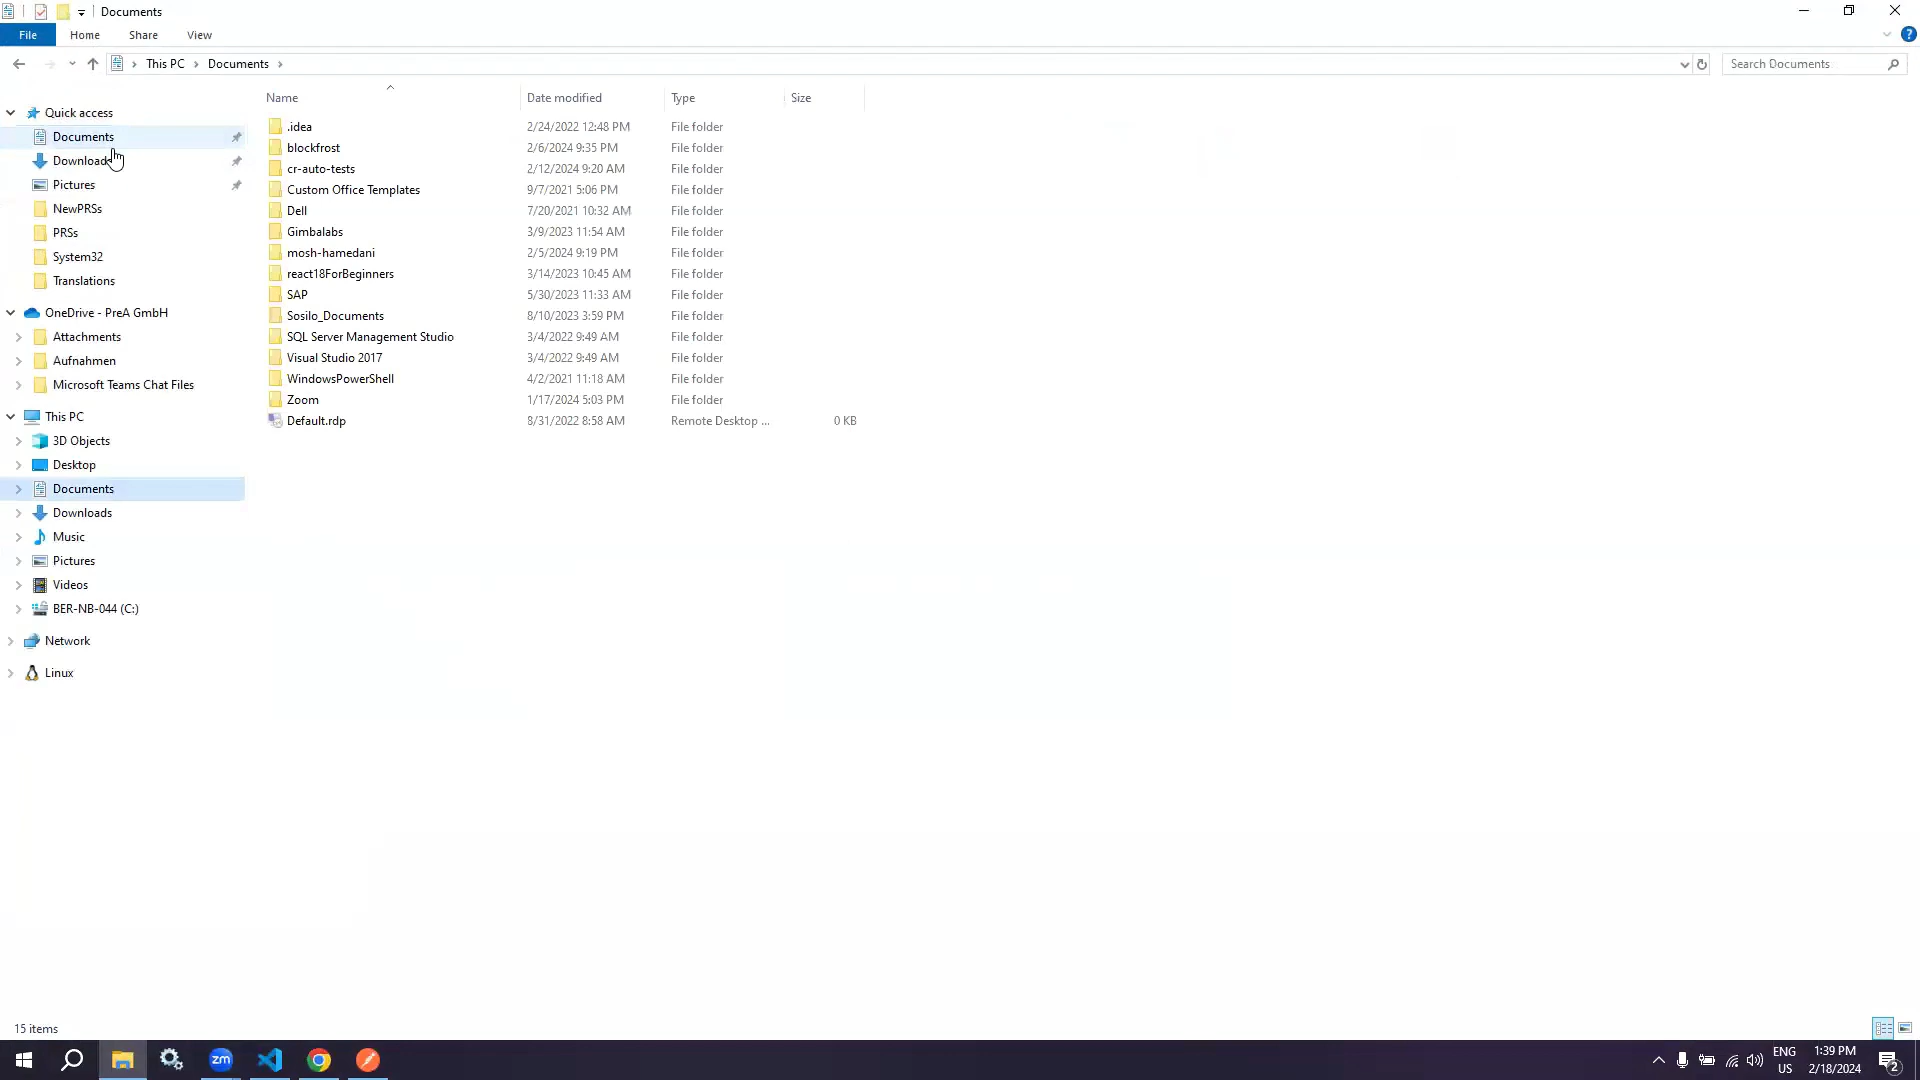 Documents
File Home Share View
This PC Documents
Search Documents
Name Date modified Type Size
Quick access
Documents
Downloads
Pictures
NewPRSs
PRSs
System32
Translations
OneDrive - PreA GmbH
Attachments
Aufnahmen
Microsoft Teams Chat Files
This PC
3D Objects
Desktop
Documents
Downloads
Music
Pictures
Videos
BER-NB-044 (C:)
Network
Linux
.idea 2/24/2022 12:48 PM File folder
blockfrost 2/6/2024 9:35 PM File folder
cr-auto-tests 2/12/2024 9:20 AM File folder
Custom Office Templates 9/7/2021 5:06 PM File folder
Dell 7/20/2021 10:32 AM File folder
Gimbalabs 3/9/2023 11:54 AM File folder
mosh-hamedani 2/5/2024 9:19 PM File folder
react18ForBeginners 3/14/2023 10:45 AM File folder
SAP 5/30/2023 11:33 AM File folder
Sosilo_Documents 8/10/2023 3:59 PM File folder
SQL Server Management Studio 3/4/2022 9:49 AM File folder
Visual Studio 2017 3/4/2022 9:49 AM File folder
WindowsPowerShell 4/2/2021 11:18 AM File folder
Zoom 1/17/2024 5:03 PM File folder
Default.rdp 8/31/2022 8:58 AM Remote Desktop ... 0 KB
15 items
zm
ENG
US
1:39 PM
2/18/2024
2